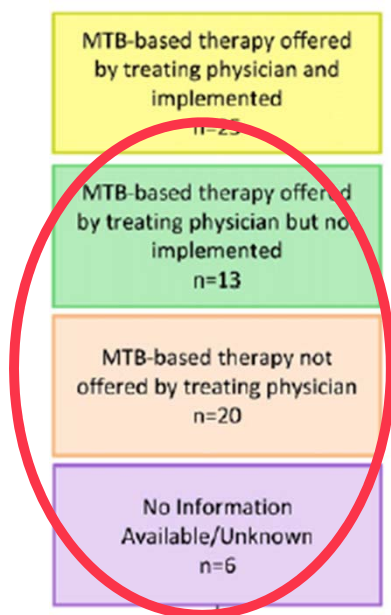 MTB-based therapy offered
by treating physician and
implemented
n=25
MTB-based therapy offered
by treating physician but not
implemented
n=13
MTB-based therapy not
offered by treating physician
n=20
No Information
Available/Unknown
n=6